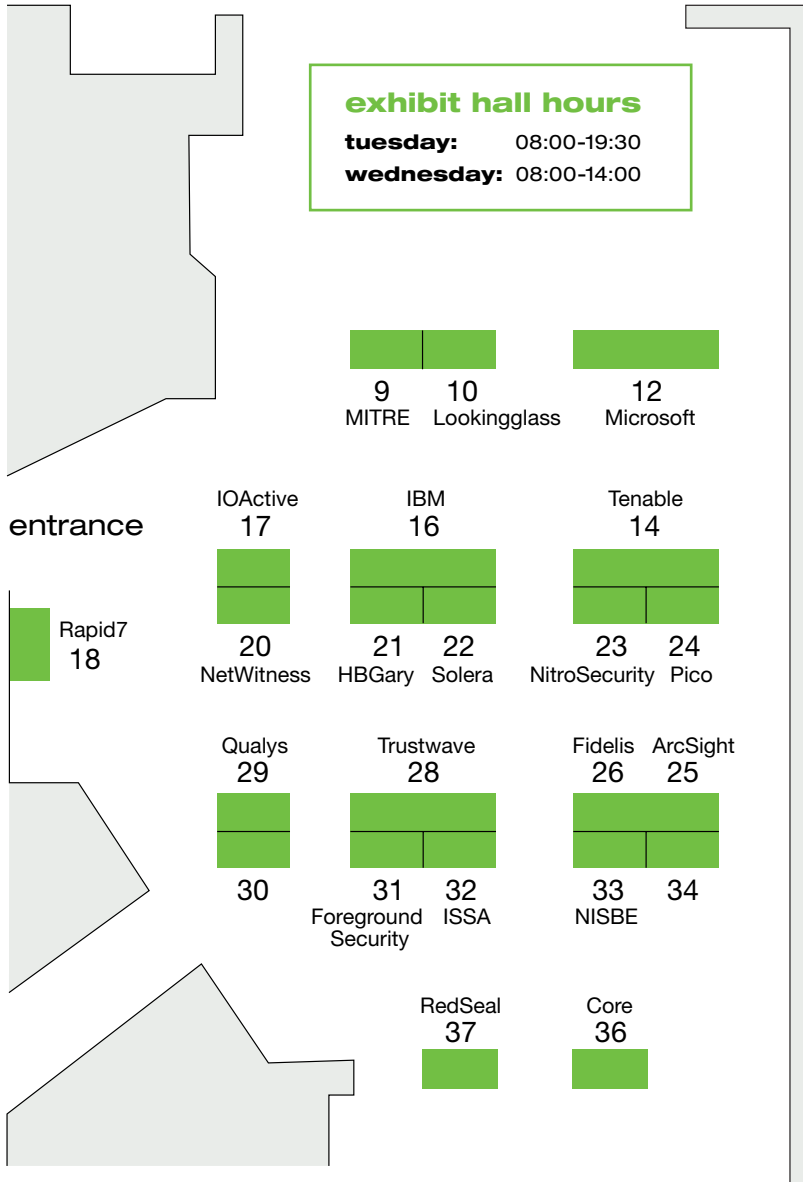 exhibit hall hours
tuesday: 08:00-19:30
wednesday: 08:00-14:00
9 10 12
MITRE Lookingglass Microsoft
IOActive IBM Tenable
entrance 17 16 14
Rapid7
18
20 21 22 23 24
NetWitness HBGary Solera NitroSecurity Pico
Qualys Trustwave Fidelis ArcSight
29 28 26 25
30 31 32 33 34
Foreground ISSA NISBE
Security
RedSeal Core
37 36